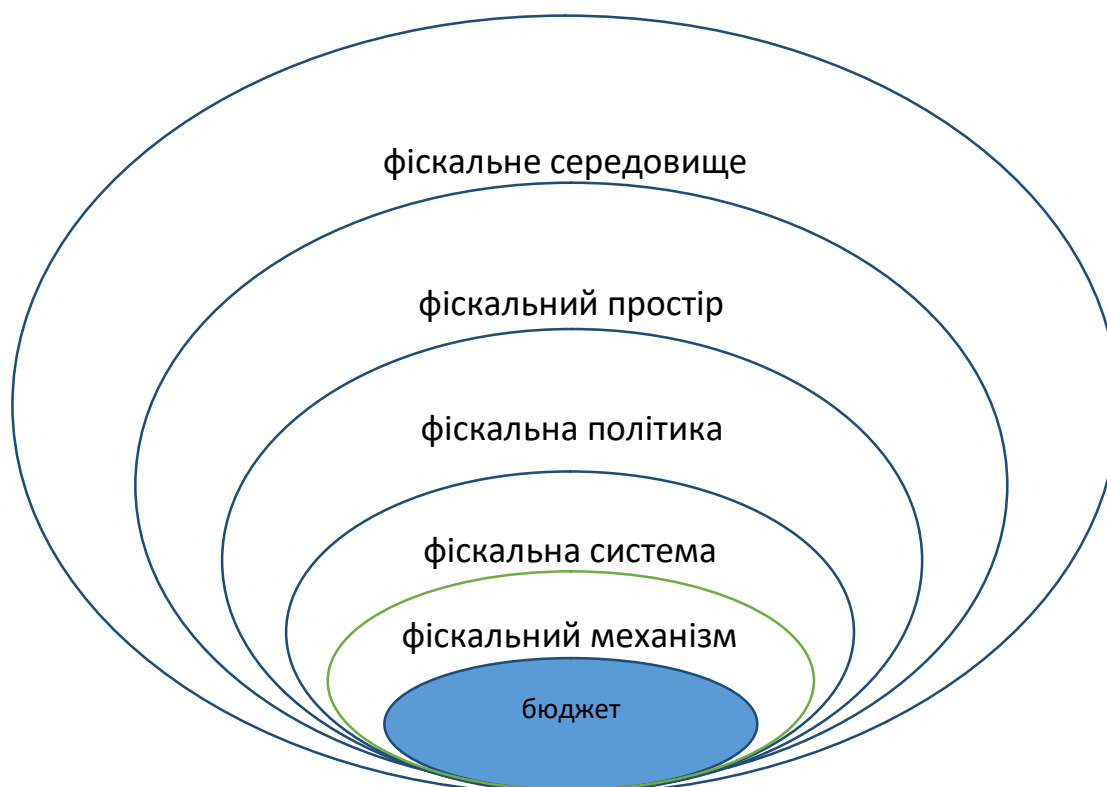 фіскальне середовище
фіскальний простір
фіскальна політика
фіскальна система
фіскальний механізм
бюджет